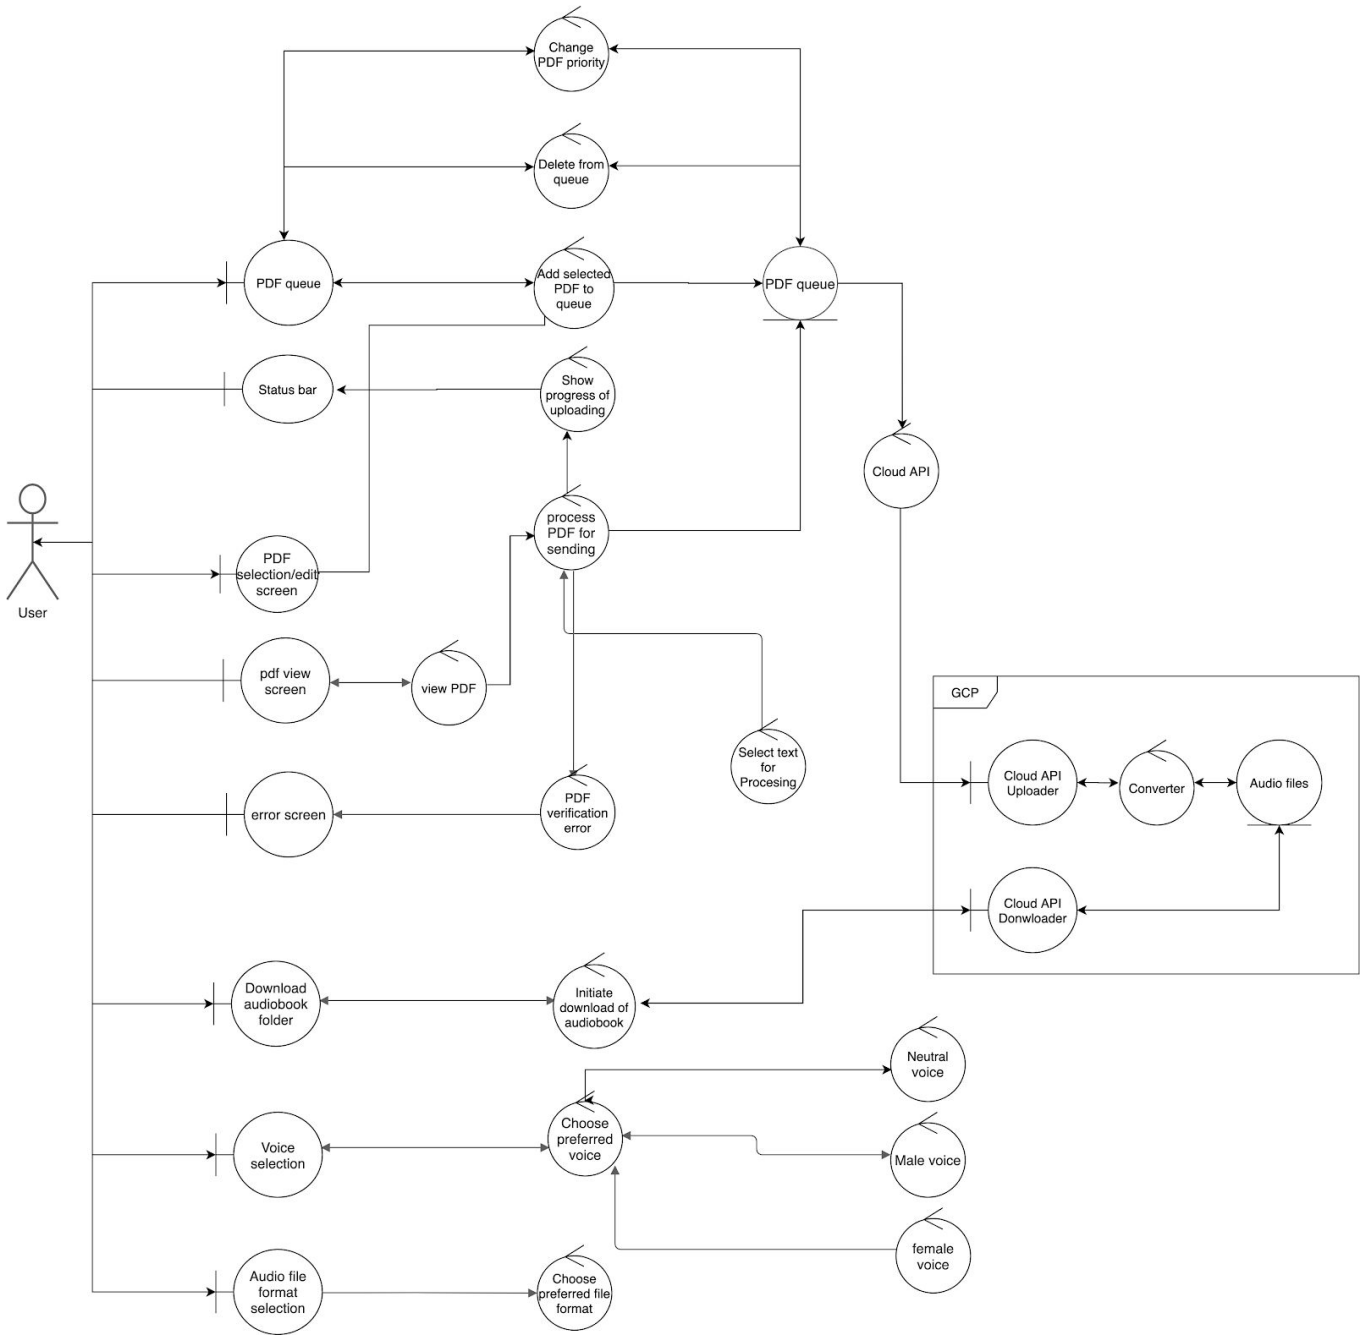 Change
PDF priority
Delete from
queue
PDF queue
Add selected
PDF to
queue
PDF queue
Status bar
Show
progress of
uploading
Cloud API
process
PDF for
sending
PDF
selection/edit
screen
User
pdf view
screen
view PDF
GCP
Select text
for
Procesing
Cloud API
Uploader
Converter
Audio files
error screen
PDF
verification
error
Cloud API
Donwloader
Download
audiobook
folder
Initiate
download of
audiobook
Neutral
voice
Choose
preferred
voice
Voice
selection
Male voice
female
voice
Audio file
format
selection
Choose
preferred file
format